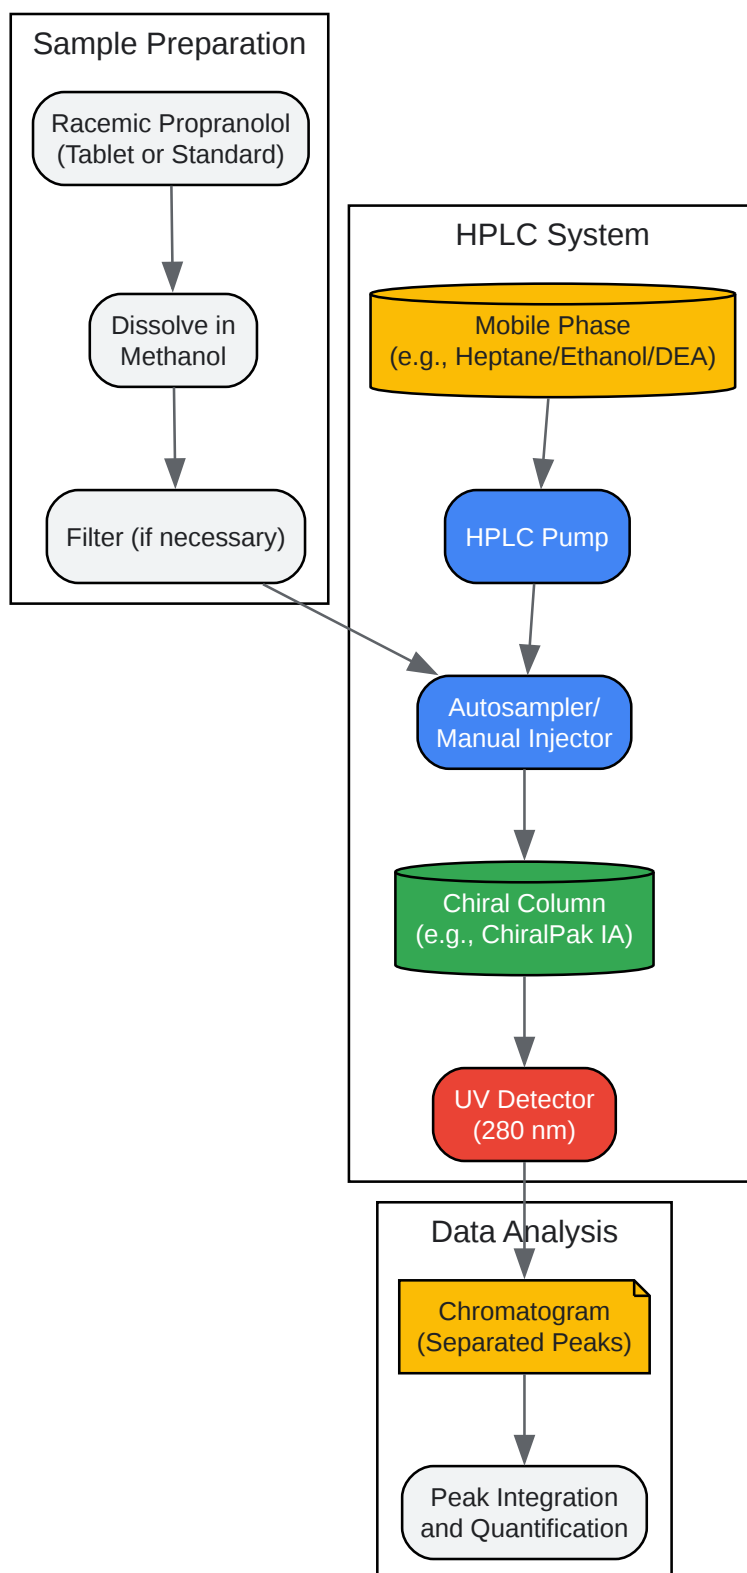 Sample Preparation
Racemic Propranolol
(Tablet or Standard)
Dissolve in
Methanol
Filter (if necessary)
HPLC System
Mobile Phase
(e.g., Heptane/Ethanol/DEA)
HPLC Pump
Autosampler/
Manual Injector
Chiral Column
(e.g., ChiralPak IA)
UV Detector
(280 nm)
Data Analysis
Chromatogram
(Separated Peaks)
Peak Integration
and Quantification